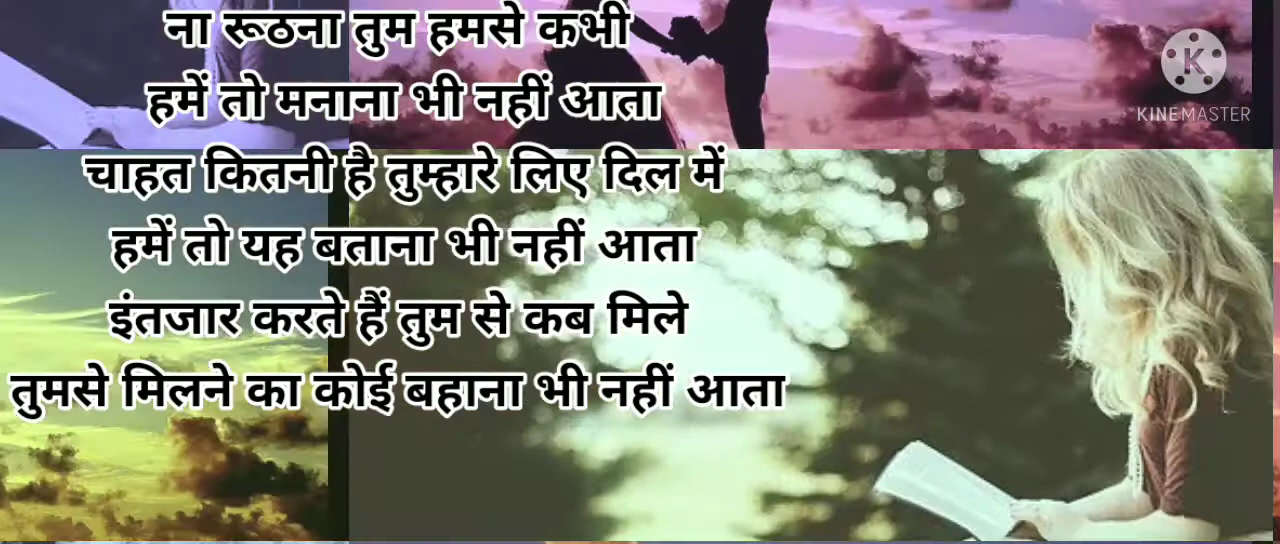 ना रूठना तुम हमसे कभी
हमें तो मनाना भी नहीं आता
चाहत कितनी है तुम्हारे लिए दिल में
हमें तो यह बताना भी नहीं आता
इंतजार करते हैं तुम से कब मिले
तुमसे मिलने का कोई बहाना भी नहीं आता
K
KINEMASTER